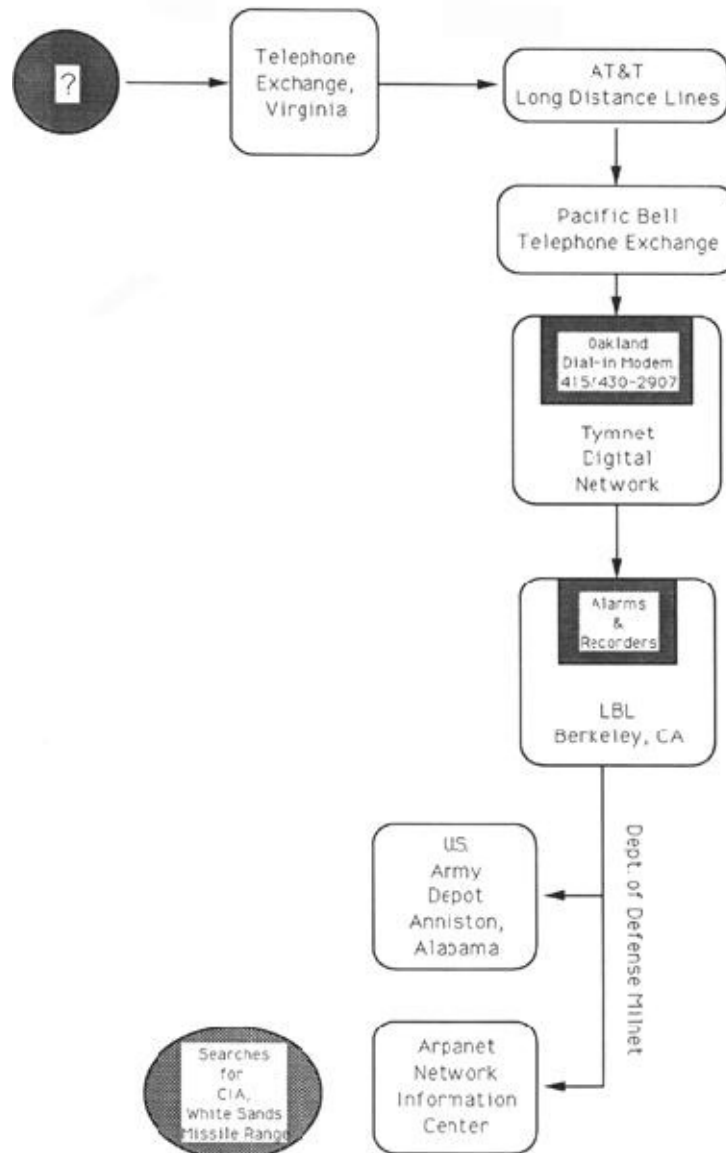 ?
Telephone
Exchange,
Virginia
AT&T
Long Distance Lines
Pacific Bell
Telephone Exchange
Oakland
Dial-in Modem
415/430-2907
Tymnet
Digital
Network
Alarms
&
Recorders
LBL
Berkeley, CA
Dept. of Defense Milnet
U.S.
Army
Depot
Anniston,
Alabama
Searches
for
CIA,
White Sands
Missile Range
Arpanet
Network
Information
Center